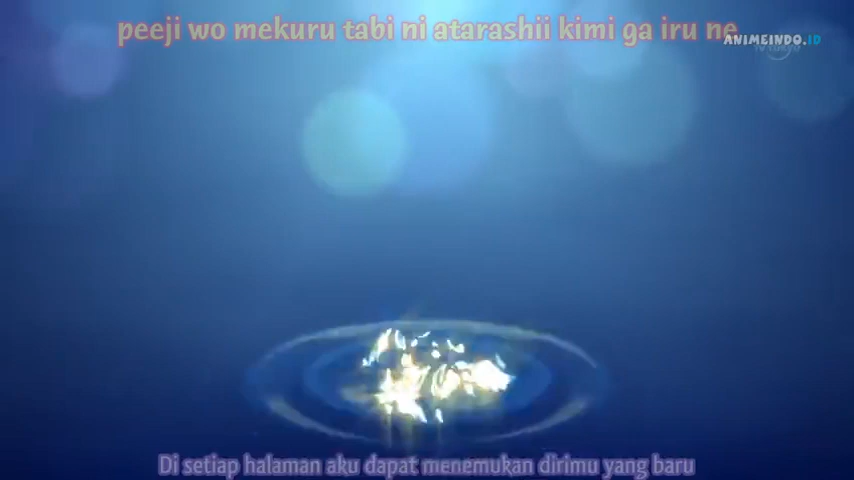 peeji wo mekuru tabi ni atarashii kimi ga iru ne
ANIMEINDO.ID
Di setiap halaman aku dapat menemukan dirimu yang baru